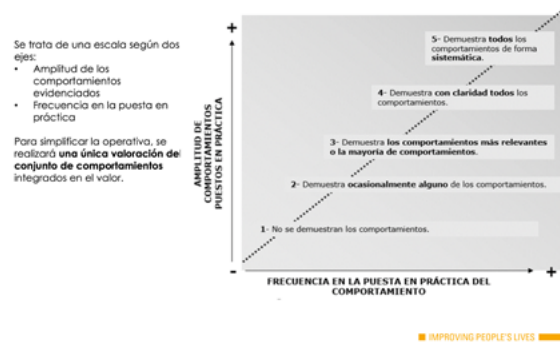 Se trata de una escala según dos
ejes:
• Amplitud de los
comportamientos
evidenciados
• Frecuencia en la puesta en
práctica
Para simplificar la operativa, se
realizará una única valoración del
conjunto de comportamientos
integrados en el valor.
+
AMPLITUD DE
COMPORTAMIENTOS
PUESTOS EN PRÁCTICA
5- Demuestra todos los
comportamientos de forma
sistemática.
4- Demuestra con claridad todos los
comportamientos.
3- Demuestra los comportamientos más relevantes
o la mayoría de comportamientos.
2- Demuestra ocasionalmente alguno de los comportamientos.
1- No se demuestran los comportamientos.
-
+
FRECUENCIA EN LA PUESTA EN PRÁCTICA DEL
COMPORTAMIENTO
IMPROVING PEOPLE'S LIVES